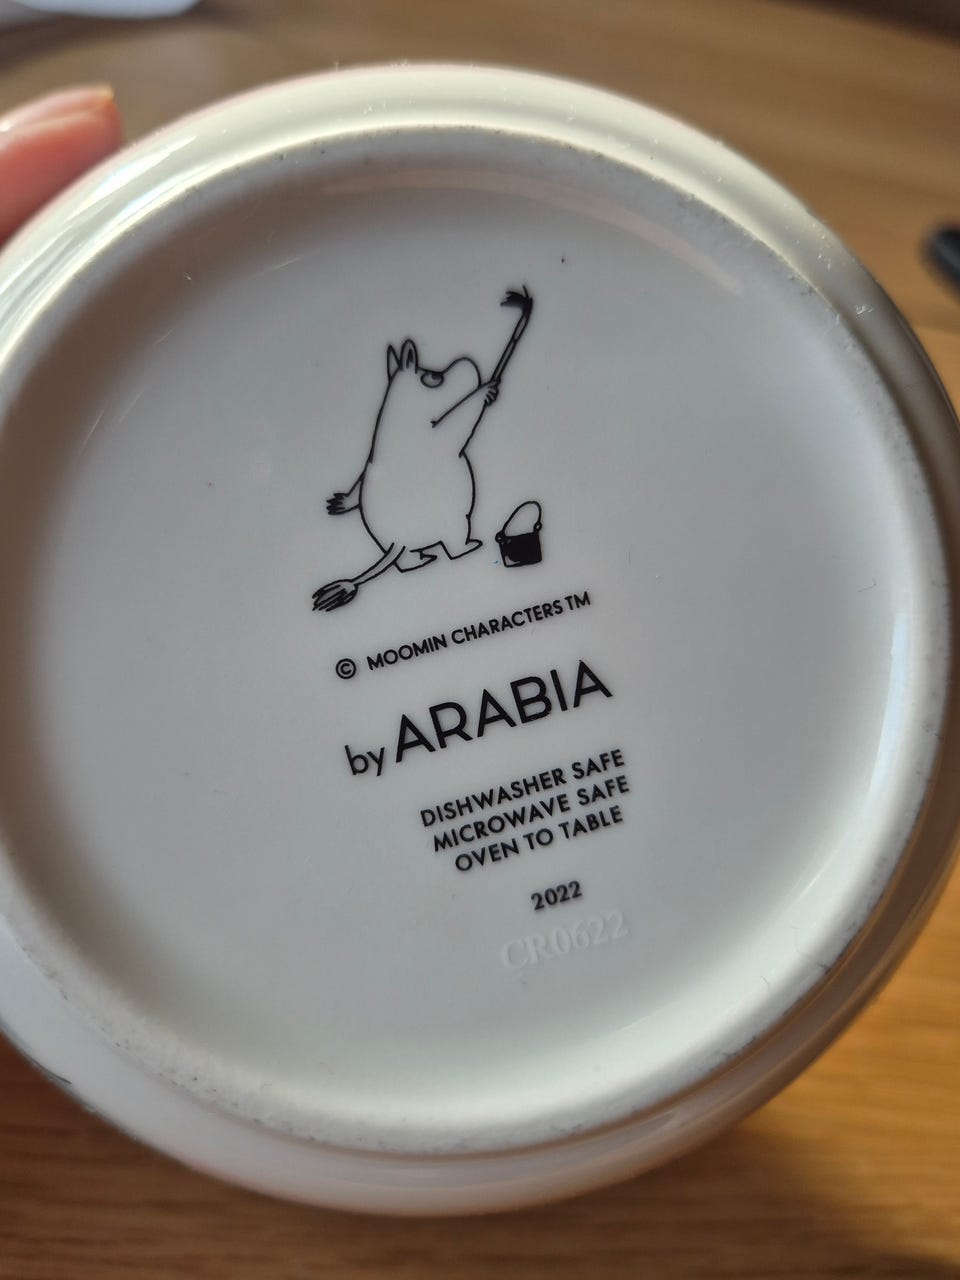 © MOOMIN CHARACTERS TM
by ARABIA
DISHWASHER SAFE
MICROWAVE SAFE
OVEN TO TABLE
2022
CR0622